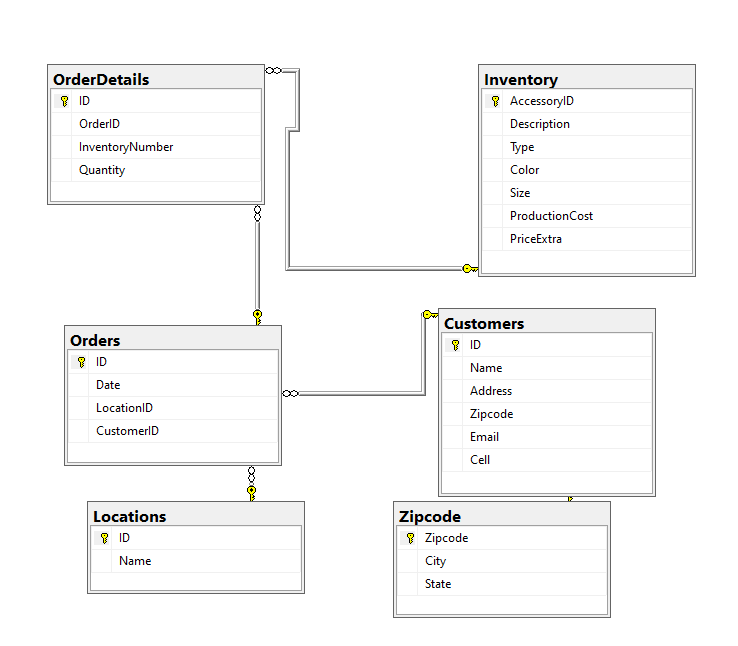 OrderDetails
ID
OrderID
InventoryNumber
Quantity
Inventory
AccessoryID
Description
Type
Color
Size
ProductionCost
PriceExtra
Orders
ID
Date
LocationID
CustomerID
Customers
ID
Name
Address
Zipcode
Email
Cell
Locations
ID
Name
Zipcode
Zipcode
City
State